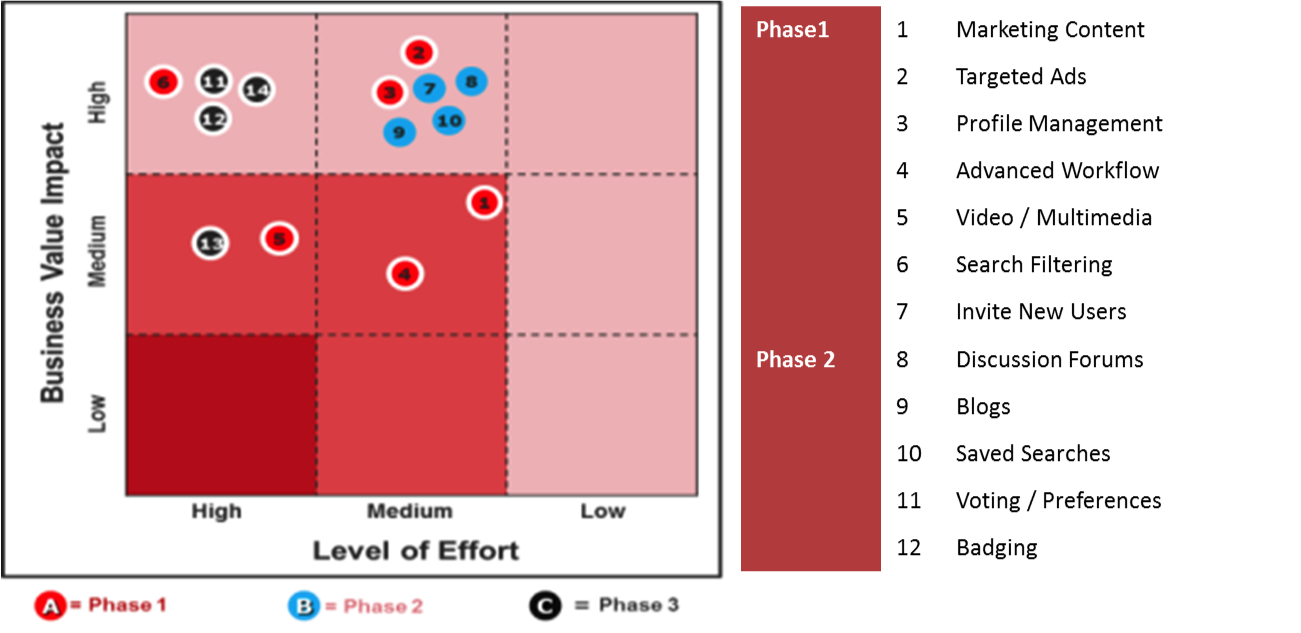 Business Value Impact
High
Medium
Low
6
11
14
12
2
3
7
8
9
10
13
5
1
4
High Medium Low
Level of Effort
A = Phase 1 B = Phase 2 C = Phase 3
Phase1 1 Marketing Content
2 Targeted Ads
3 Profile Management
4 Advanced Workflow
5 Video / Multimedia
6 Search Filtering
7 Invite New Users
Phase 2 8 Discussion Forums
9 Blogs
10 Saved Searches
11 Voting / Preferences
12 Badging